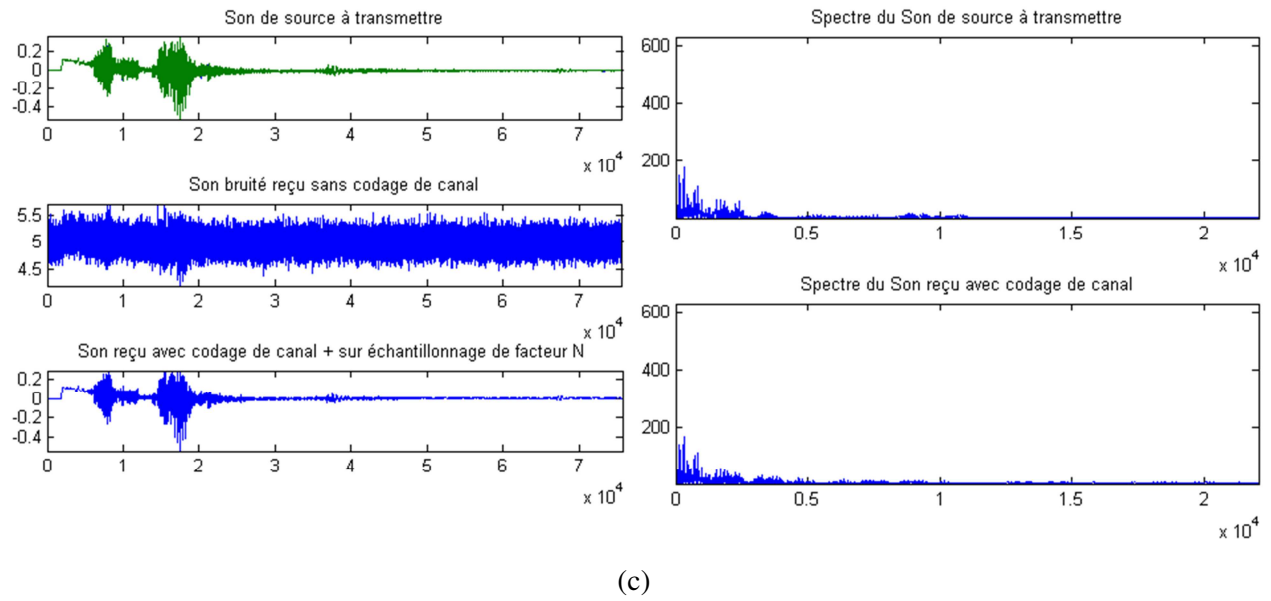 Son de source à transmettre
0.2
0
-0.2
-0.4
0 1 2 3 4 5 6 7
x 10^4
Son bruité reçu sans codage de canal
5.5
5
4.5
0 1 2 3 4 5 6 7
x 10^4
Son reçu avec codage de canal + sur échantillonnage de facteur N
0.2
0
-0.2
-0.4
0 1 2 3 4 5 6 7
x 10^4
Spectre du Son de source à transmettre
600
400
200
0 0.5 1 1.5 2
x 10^4
Spectre du Son reçu avec codage de canal
600
400
200
0 0.5 1 1.5 2
x 10^4
(c)